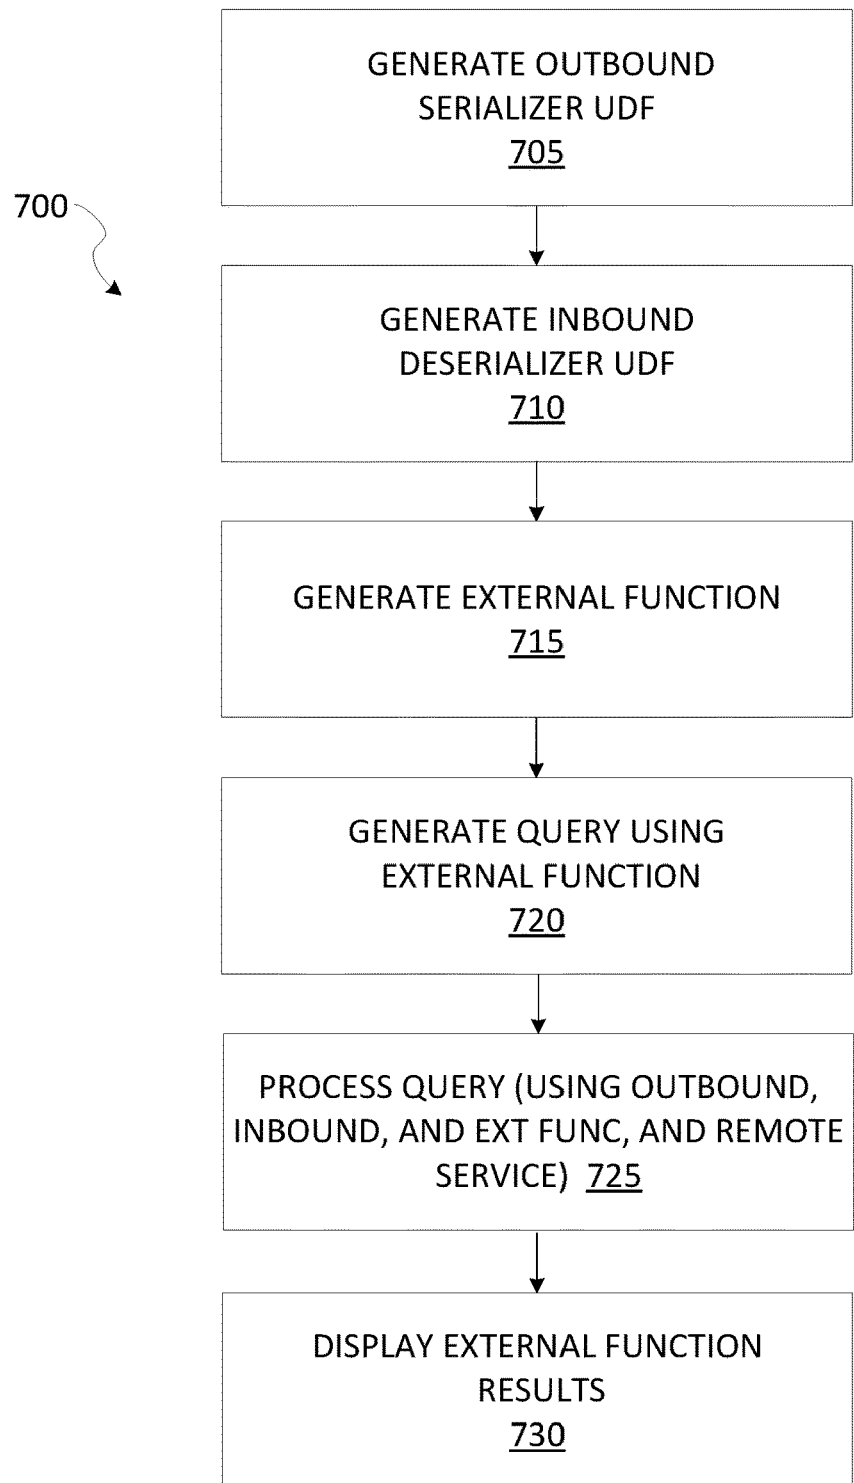 GENERATE OUTBOUND
SERIALIZER UDF
705
700
GENERATE INBOUND
DESERIALIZER UDF
710
GENERATE EXTERNAL FUNCTION
715
GENERATE QUERY USING
EXTERNAL FUNCTION
720
PROCESS QUERY (USING OUTBOUND,
INBOUND, AND EXT FUNC, AND REMOTE
SERVICE) 725
DISPLAY EXTERNAL FUNCTION
RESULTS
730